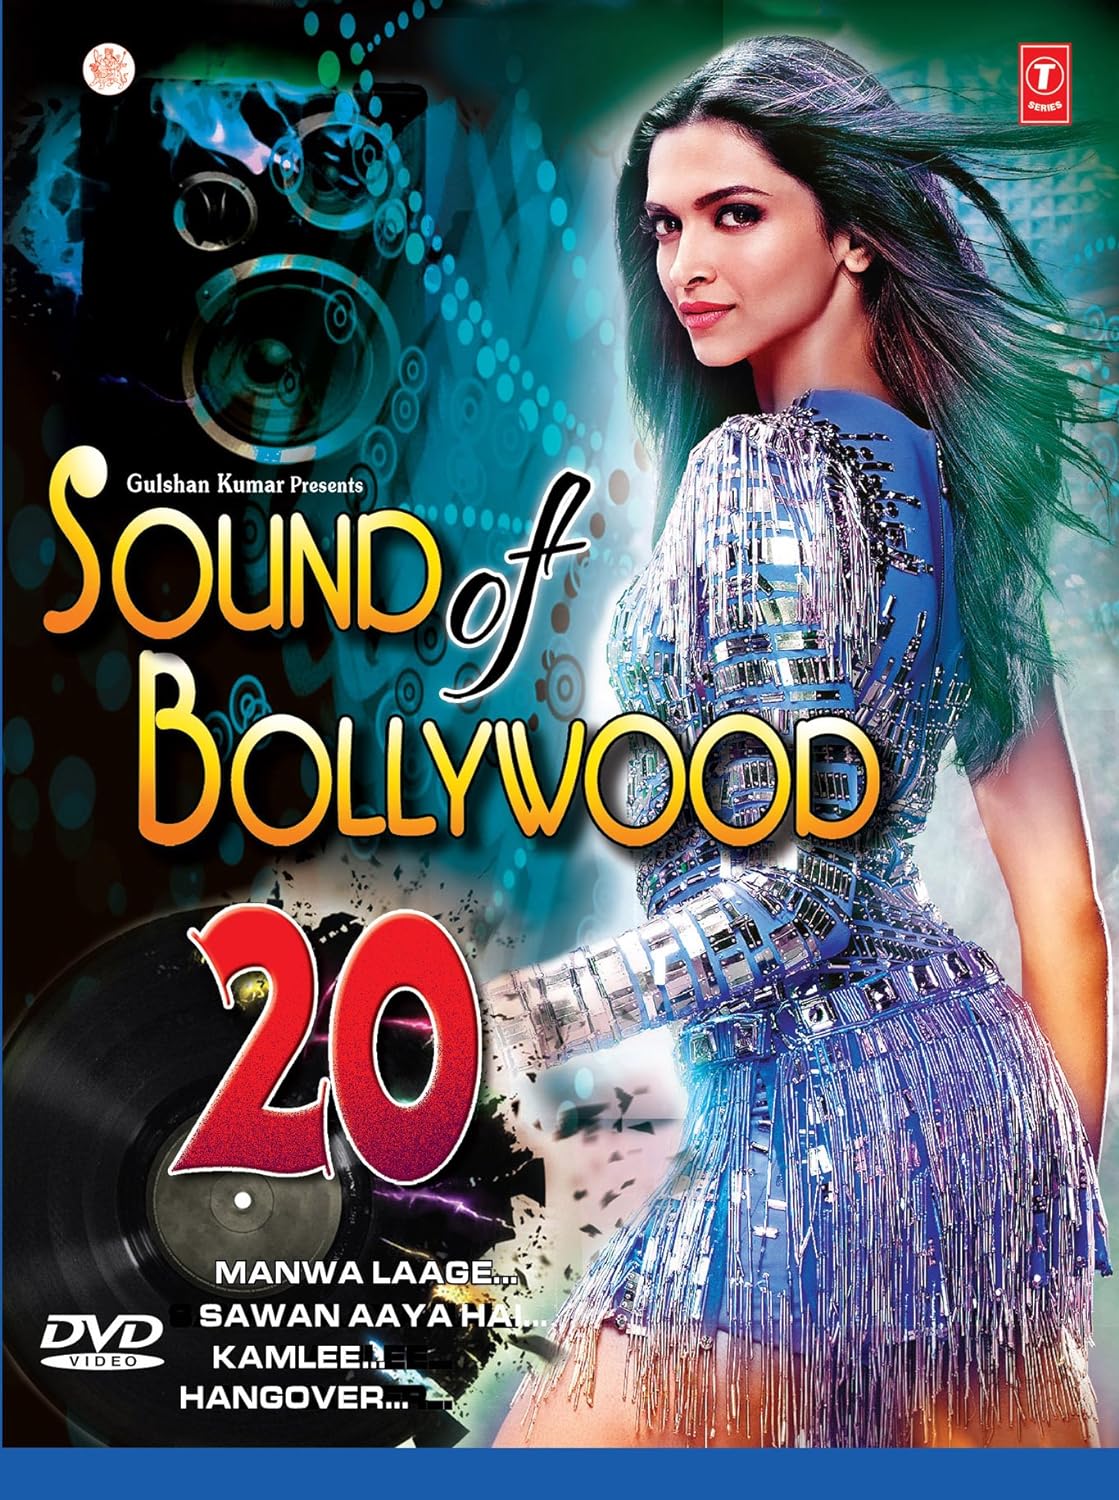 T
SERIES
Gulshan Kumar Presents
SOUND of
BOLLYWOOD
20
MANWA LAAGE...
SAWAN AAYA HAI...
KAMLEE...
HANGOVER...
DVD
VIDEO